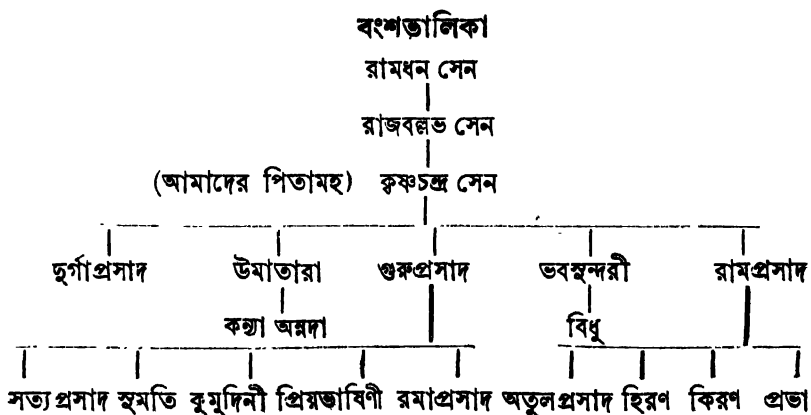 বংশতালিকা
রামধন সেন
রাজবল্লভ সেন
(আমাদের পিতামহ) কৃষ্ণচন্দ্র সেন
দুর্গাপ্রসাদ উমাতারা গুরুপ্রসাদ ভবসুন্দরী রামপ্রসাদ
কন্যা অন্নদা বিধু
সত্যপ্রসাদ সুমতি কুমুদিনী প্রিয়ভাষিণী রমাপ্রসাদ অতুলপ্রসাদ হিরণ কিরণ প্রভা